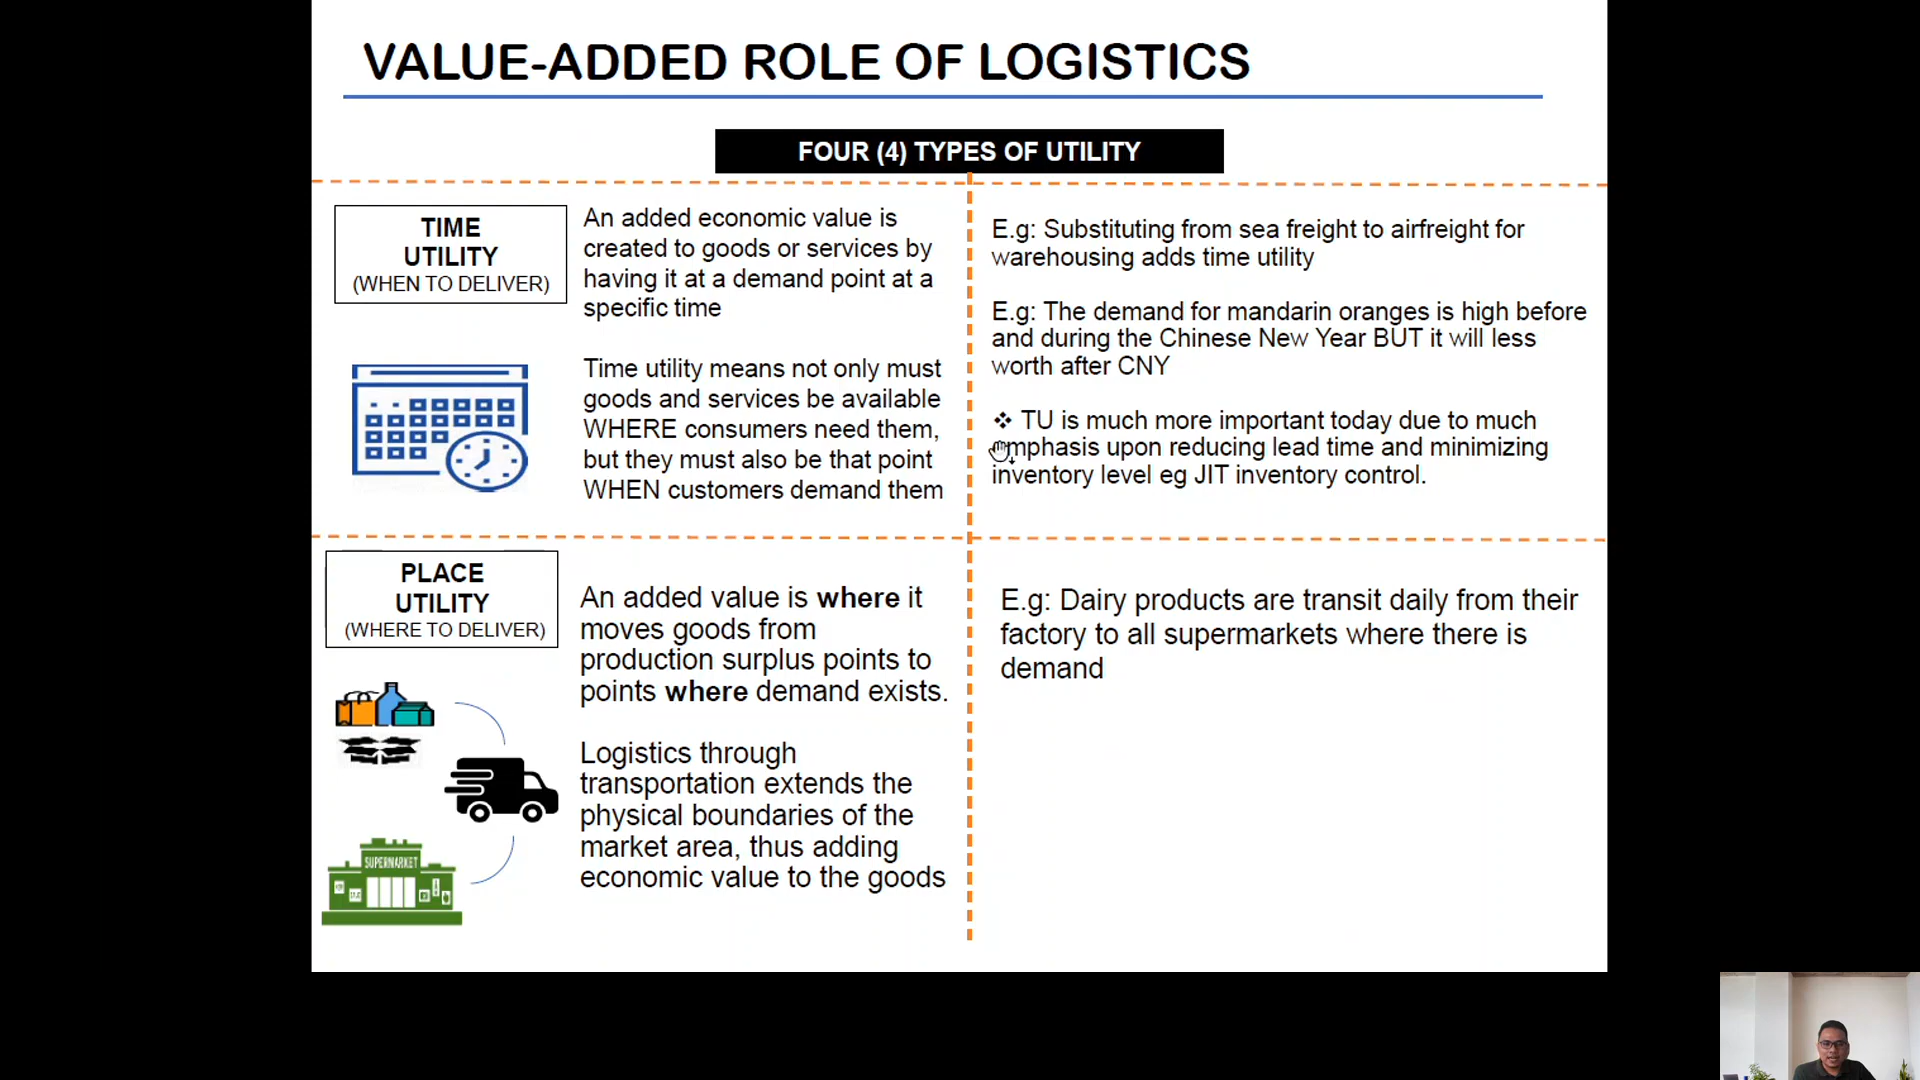 VALUE-ADDED ROLE OF LOGISTICS
FOUR (4) TYPES OF UTILITY
TIME
UTILITY
(WHEN TO DELIVER)
An added economic value is
created to goods or services by
having it at a demand point at a
specific time
Time utility means not only must
goods and services be available
WHERE consumers need them,
but they must also be that point
WHEN customers demand them
E.g: Substituting from sea freight to airfreight for
warehousing adds time utility
E.g: The demand for mandarin oranges is high before
and during the Chinese New Year BUT it will less
worth after CNY
❖ TU is much more important today due to much
emphasis upon reducing lead time and minimizing
inventory level eg JIT inventory control.
PLACE
UTILITY
(WHERE TO DELIVER)
An added value is where it
moves goods from
production surplus points to
points where demand exists.
Logistics through
transportation extends the
physical boundaries of the
market area, thus adding
economic value to the goods
E.g: Dairy products are transit daily from their
factory to all supermarkets where there is
demand
SUPERMARKET